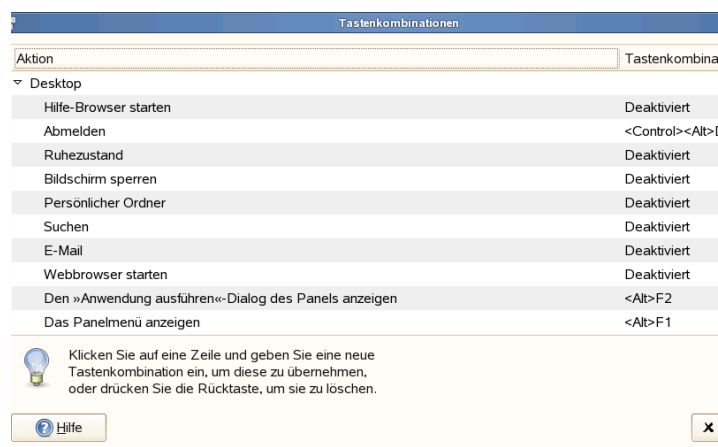 Tastenkombinationen
Aktion Tastenkombina
Desktop
Hilfe-Browser starten Deaktiviert
Abmelden <Control><Alt>
Ruhezustand Deaktiviert
Bildschirm sperren Deaktiviert
Persönlicher Ordner Deaktiviert
Suchen Deaktiviert
E-Mail Deaktiviert
Webbrowser starten Deaktiviert
Den »Anwendung ausführen«-Dialog des Panels anzeigen <Alt>F2
Das Panelmenü anzeigen <Alt>F1
Klicken Sie auf eine Zeile und geben Sie eine neue
Tastenkombination ein, um diese zu übernehmen,
oder drücken Sie die Rücktaste, um sie zu löschen.
Hilfe